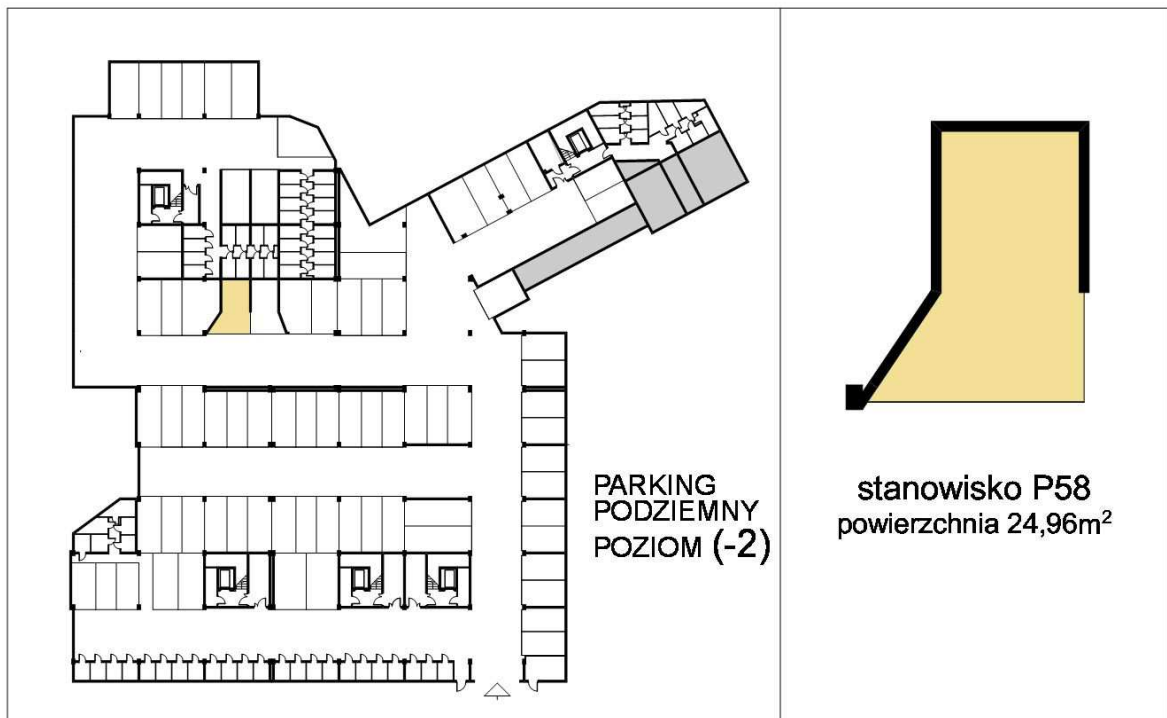 PARKING
PODZIEMNY
POZIOM (-2)
stanowisko P58
powierzchnia 24,96m²